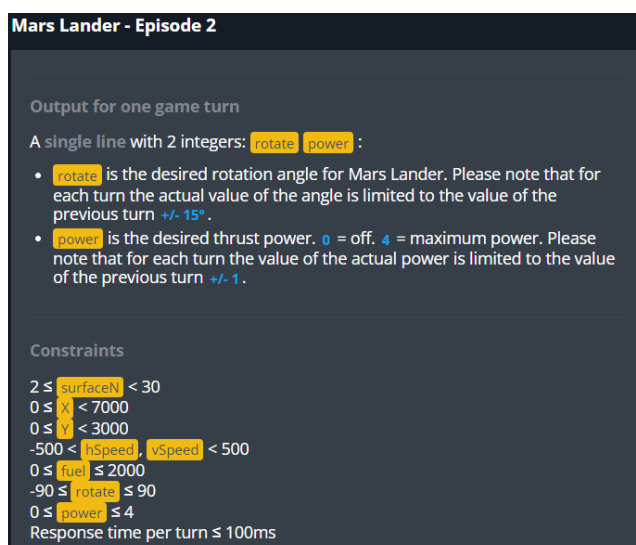 Mars Lander - Episode 2
Output for one game turn
A single line with 2 integers: rotate power :
• rotate is the desired rotation angle for Mars Lander. Please note that for
each turn the actual value of the angle is limited to the value of the
previous turn +/- 15°.
• power is the desired thrust power. 0 = off. 4 = maximum power. Please
note that for each turn the value of the actual power is limited to the value
of the previous turn +/- 1.
Constraints
2 ≤ surfaceN < 30
0 ≤ X < 7000
0 ≤ Y < 3000
-500 < hSpeed, vSpeed < 500
0 ≤ fuel ≤ 2000
-90 ≤ rotate ≤ 90
0 ≤ power ≤ 4
Response time per turn ≤ 100ms